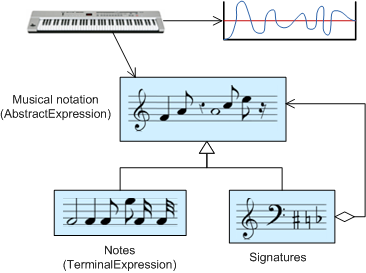 Musical notation
(AbstractExpression)
Notes
(TerminalExpression)
Signatures